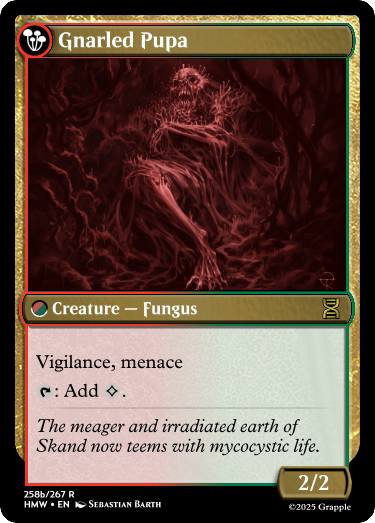 Gnarled Pupa
Creature — Fungus
Vigilance, menace
: Add .
The meager and irradiated earth of
Skand now teems with mycocystic life.
2/2
258b/267 R
HMW • EN Sebastian Barth
©2025 Grapple